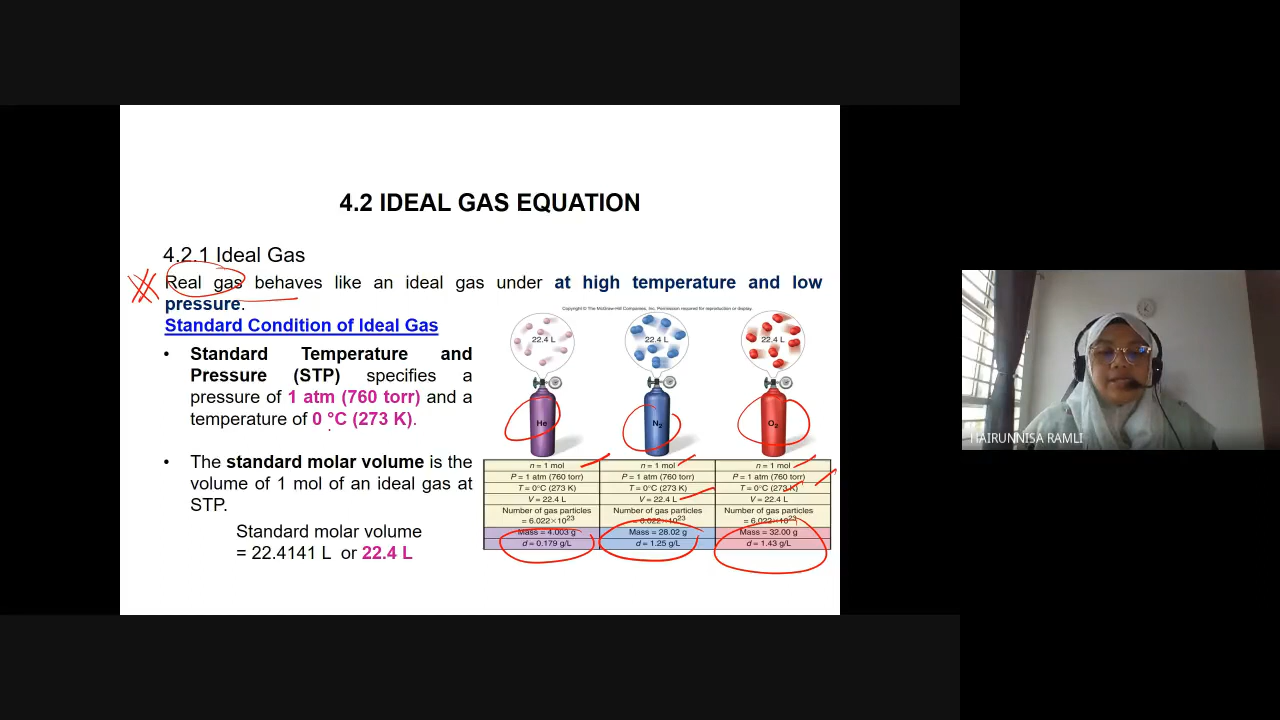 4.2 IDEAL GAS EQUATION
4.2.1 Ideal Gas
Real gas behaves like an ideal gas under at high temperature and low
pressure.
Copyright © The McGraw-Hill Companies, Inc. Permission required for reproduction or display.
Standard Condition of Ideal Gas
• Standard Temperature and
Pressure (STP) specifies a
pressure of 1 atm (760 torr) and a
temperature of 0 °C (273 K).
• The standard molar volume is the
volume of 1 mol of an ideal gas at
STP.
Standard molar volume
= 22.4141 L or 22.4 L
22.4 L 22.4 L 22.4 L
He N₂ O₂
n = 1 mol n = 1 mol n = 1 mol
P = 1 atm (760 torr) P = 1 atm (760 torr) P = 1 atm (760 torr)
T = 0°C (273 K) T = 0°C (273 K) T = 0°C (273 K)
V = 22.4 L V = 22.4 L V = 22.4 L
Number of gas particles Number of gas particles Number of gas particles
= 6.022×10²³ = 6.022×10²³ = 6.022×10²³
Mass = 4.003 g Mass = 28.02 g Mass = 32.00 g
d = 0.179 g/L d = 1.25 g/L d = 1.43 g/L
HAIRUNNISA RAMLI